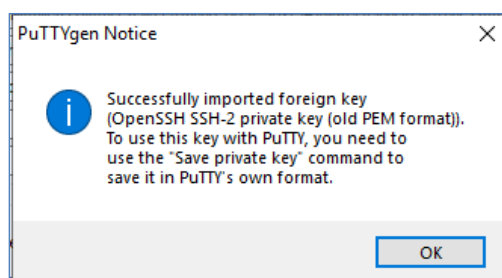 PuTTYgen Notice
Successfully imported foreign key
(OpenSSH SSH-2 private key (old PEM format)).
To use this key with PuTTY, you need to
use the "Save private key" command to
save it in PuTTY's own format.
OK